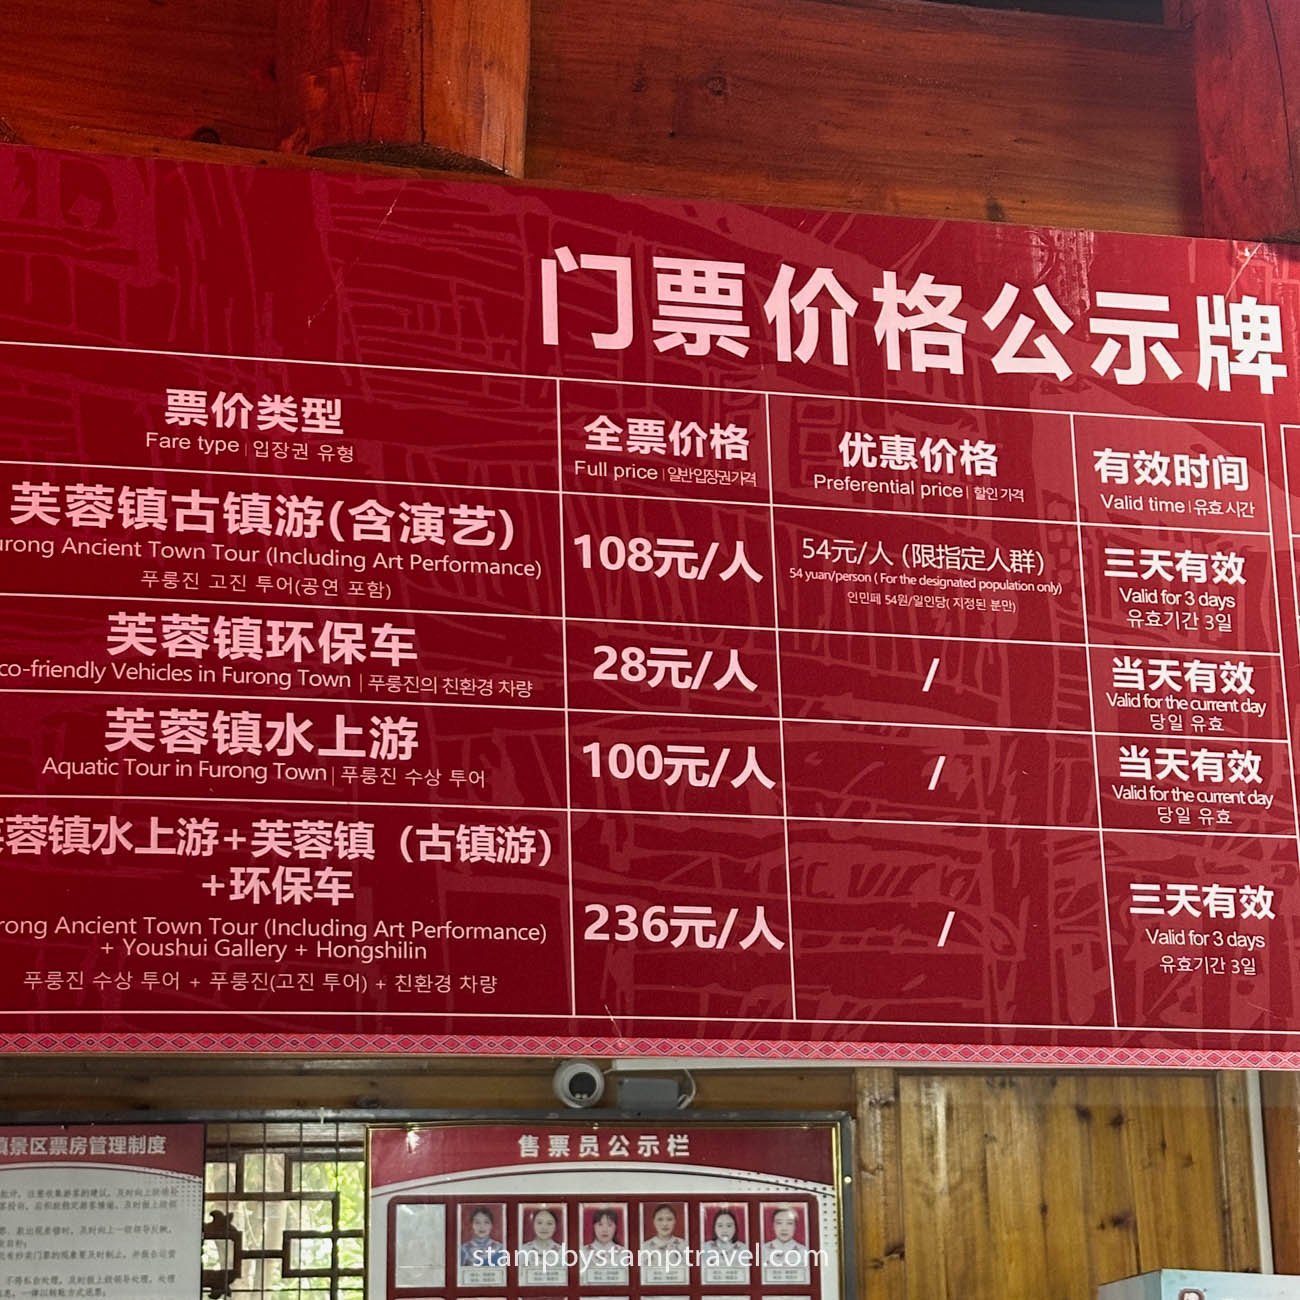 门票价格公示牌
票价类型
Fare type | 입장권 유형
全票价格
Full price | 일반입장권가격
优惠价格
Preferential price | 할인 가격
有效时间
Valid time | 유효 시간
芙蓉镇古镇游(含演艺)
urong Ancient Town Tour (Including Art Performance)
푸룽진 고진 투어(공연 포함)
108元/人
54元/人（限指定人群）
54 yuan/person ( For the designated population only)
인민폐 54원/일인당( 지정된 분만)
三天有效
Valid for 3 days
유효기간 3일
芙蓉镇环保车
co-friendly Vehicles in Furong Town | 푸룽진의 친환경 차량
28元/人
/
当天有效
Valid for the current day
당일 유효
芙蓉镇水上游
Aquatic Tour in Furong Town | 푸룽진 수상 투어
100元/人
/
当天有效
Valid for the current day
당일 유효
芙蓉镇水上游+芙蓉镇（古镇游）
+环保车
rong Ancient Town Tour (Including Art Performance)
+ Youshui Gallery + Hongshilin
푸룽진 수상 투어 + 푸룽진(고진 투어) + 친환경 차량
236元/人
/
三天有效
Valid for 3 days
유효기간 3일
镇景区票房管理制度
售票员公示栏
stampbystamptravel.com